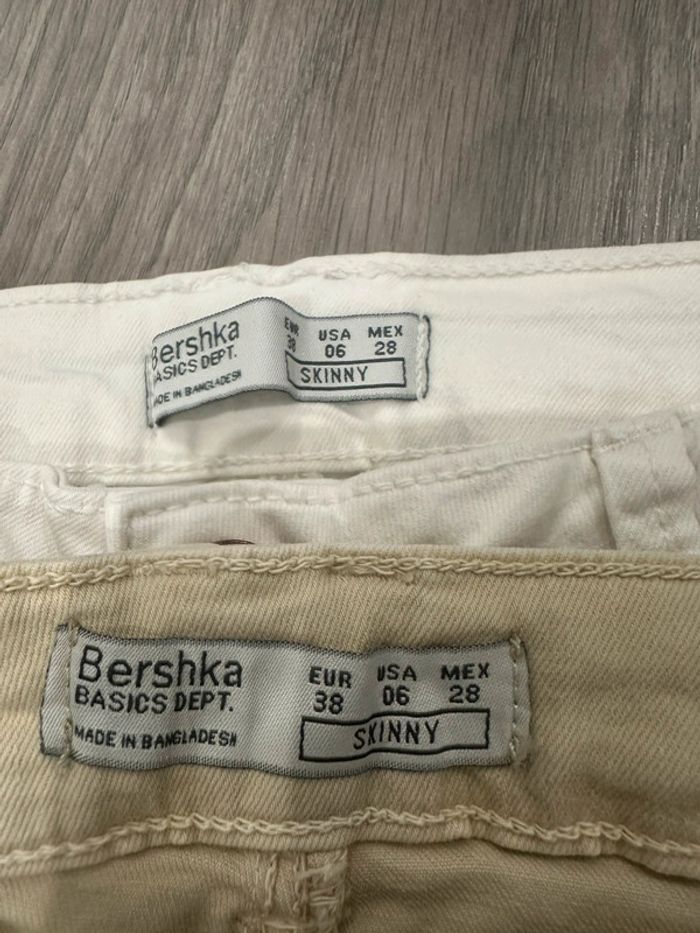 Bershka
BASICS DEPT.
MADE IN BANGLADESH
EUR USA MEX
38 06 28
SKINNY
Bershka
BASICS DEPT.
MADE IN BANGLADESH
EUR USA MEX
38 06 28
SKINNY